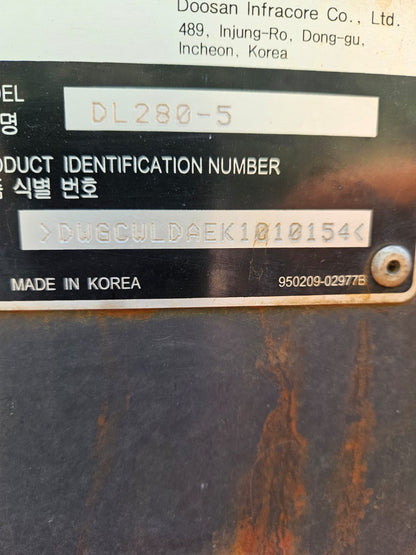 Doosan Infracore Co., Ltd.
489, Injung-Ro, Dong-gu,
Incheon, Korea
DEL
명
DL280-5
ODUCT IDENTIFICATION NUMBER
식별 번호
>DWGCWLDAEK1010154<
MADE IN KOREA
950209-02977B